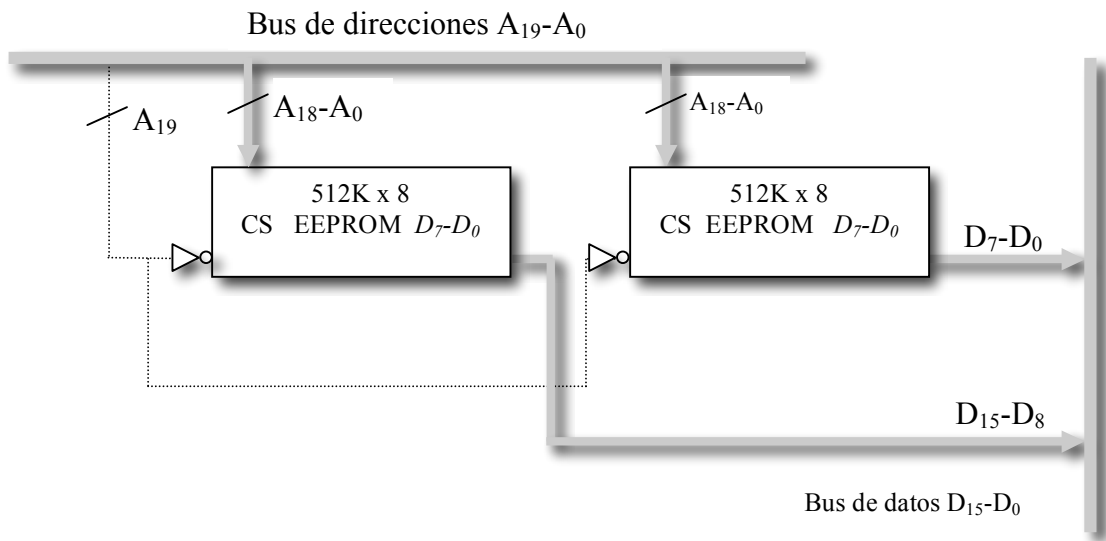 Bus de direcciones A₁₉-A₀
A₁₉
A₁₈-A₀
A₁₈-A₀
512K x 8
CS EEPROM D₇-D₀
512K x 8
CS EEPROM D₇-D₀
D₇-D₀
D₁₅-D₈
Bus de datos D₁₅-D₀